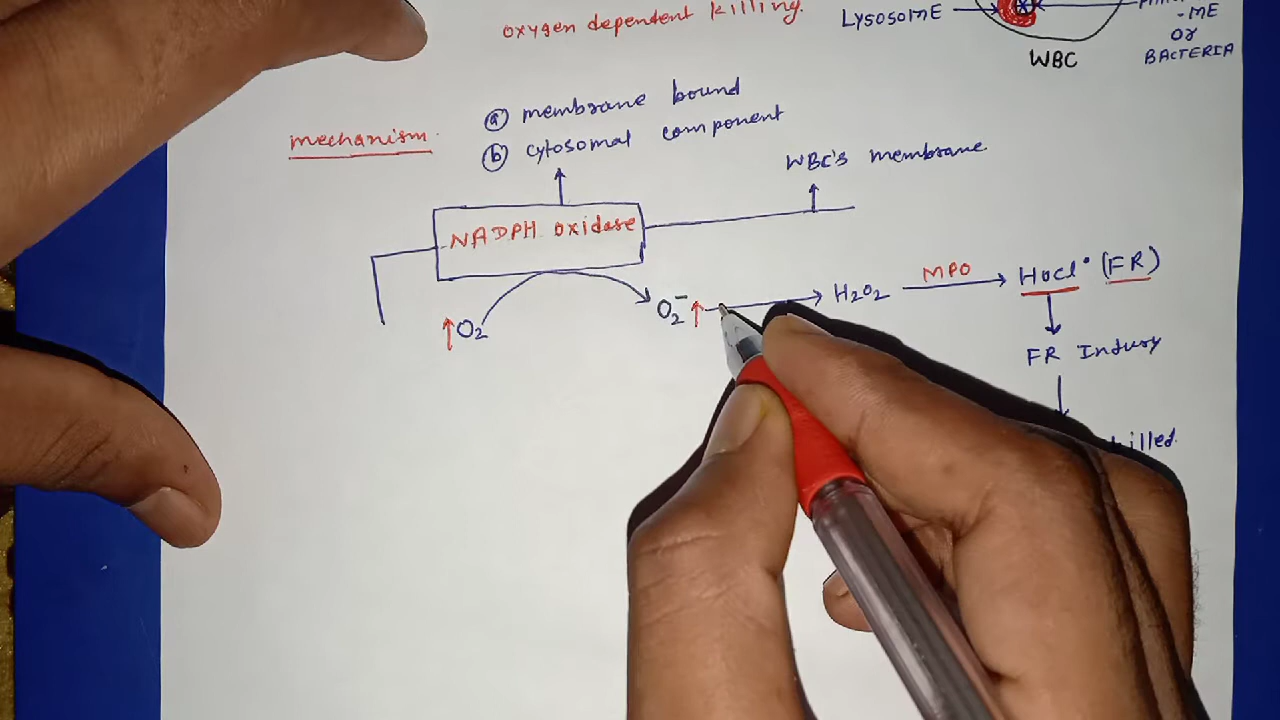 oxygen dependent killing.
LYSOSOME
-ME
or
BACTERIA
WBC
mechanism.
(a) membrane bound
(b) cytosomal component
WBC's membrane
NADPH oxidase
↑O₂
O₂⁻↑ → H₂O₂ MPO → HOCl• (FR)
FR Injury
killed